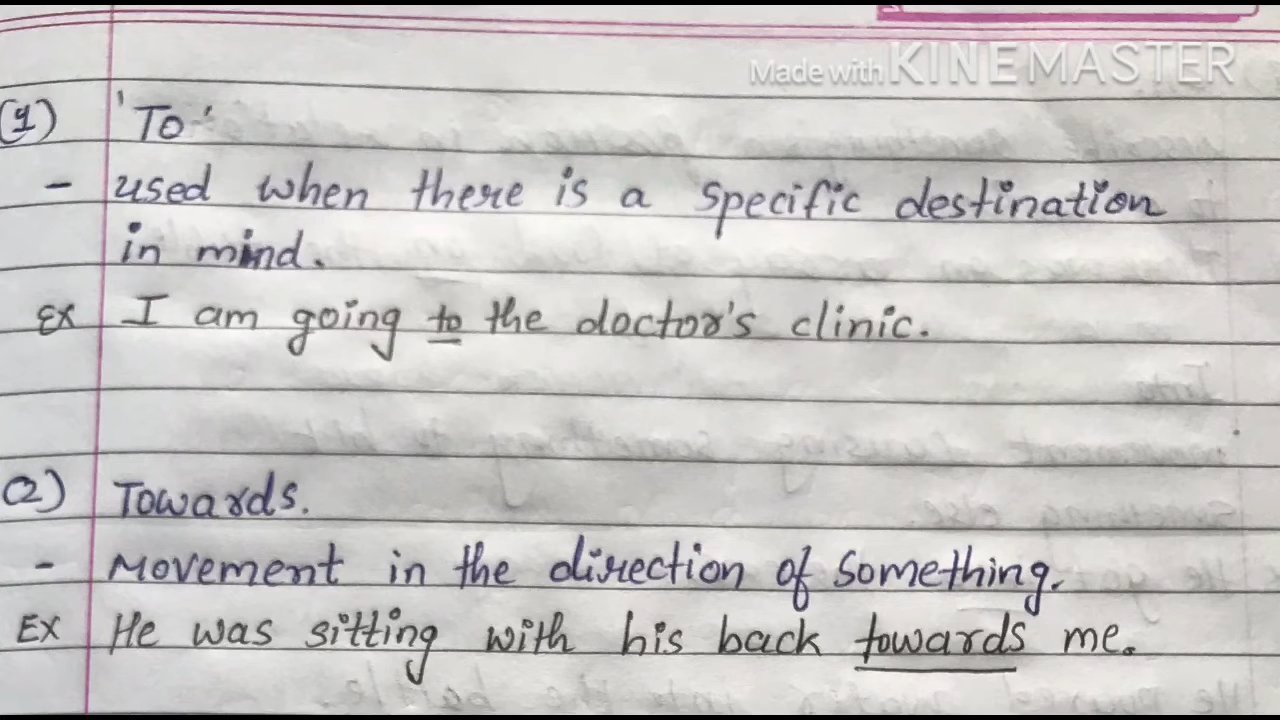 Made with KINEMASTER
(1) 'To'
- used when there is a specific destination
in mind.
Ex I am going to the doctor's clinic.
(2) Towards.
- Movement in the direction of something.
Ex He was sitting with his back towards me.